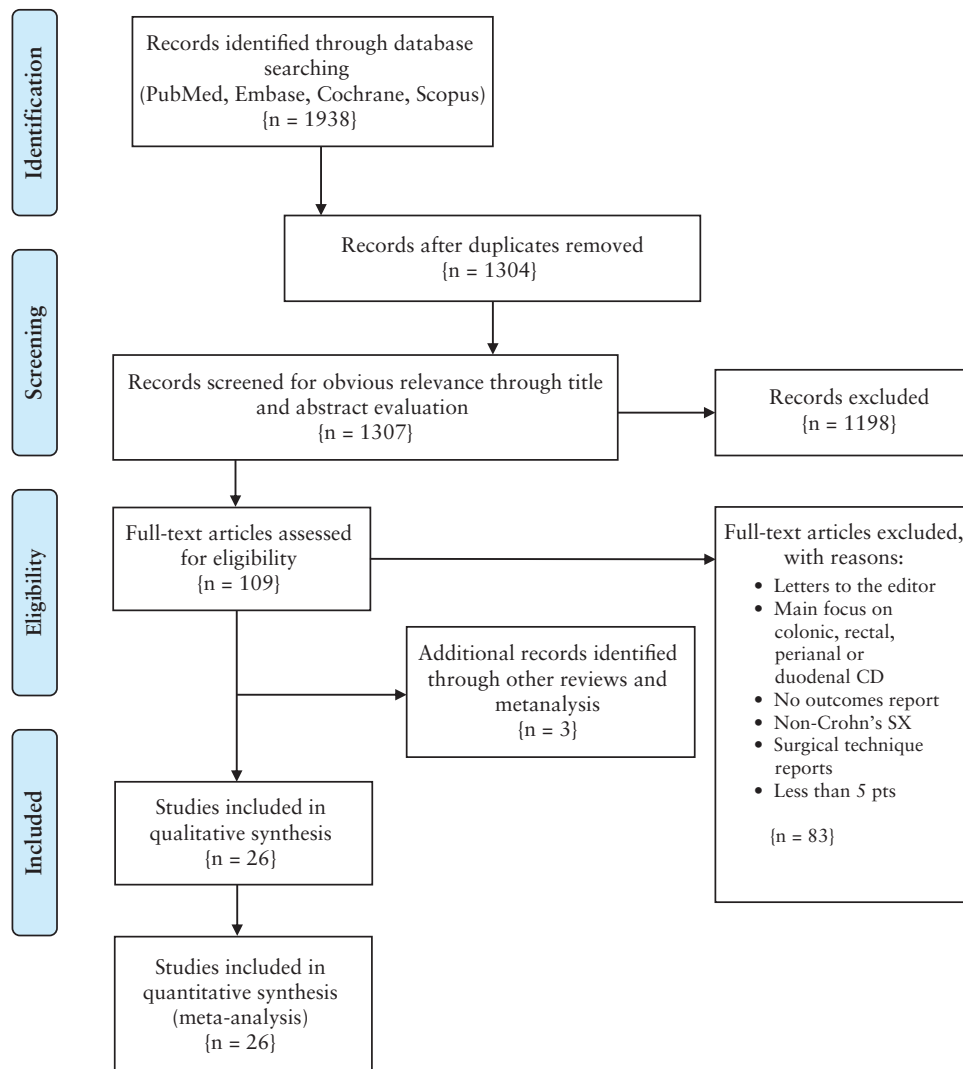 Identification
Records identified through database
searching
(PubMed, Embase, Cochrane, Scopus)
{n = 1938}
Records after duplicates removed
{n = 1304}
Screening
Records screened for obvious relevance through title
and abstract evaluation
{n = 1307}
Records excluded
{n = 1198}
Eligibility
Full-text articles assessed
for eligibility
{n = 109}
Full-text articles excluded,
with reasons:
• Letters to the editor
• Main focus on
colonic, rectal,
perianal or
duodenal CD
• No outcomes report
• Non-Crohn's SX
• Surgical technique
reports
• Less than 5 pts
{n = 83}
Additional records identified
through other reviews and
metanalysis
{n = 3}
Included
Studies included in
qualitative synthesis
{n = 26}
Studies included in
quantitative synthesis
(meta-analysis)
{n = 26}